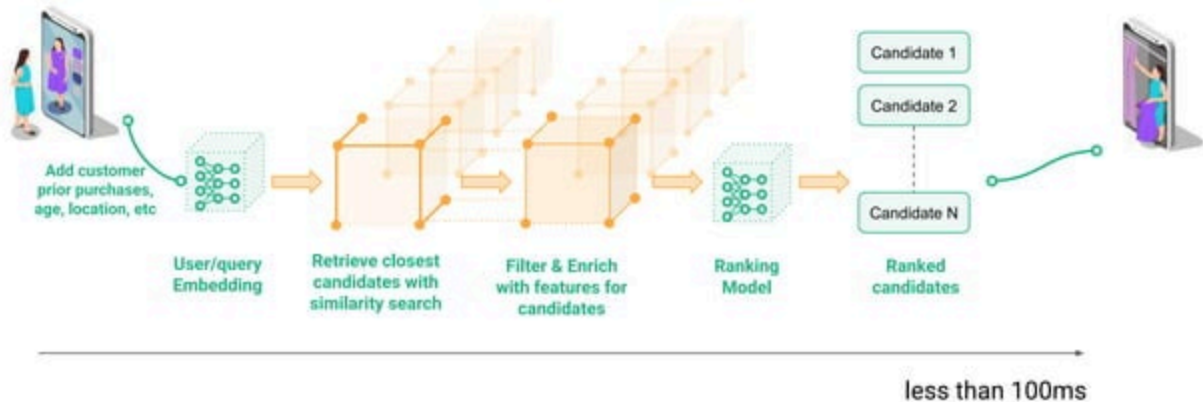 Add customer
prior purchases,
age, location, etc
User/query
Embedding
Retrieve closest
candidates with
similarity search
Filter & Enrich
with features for
candidates
Ranking
Model
Candidate 1
Candidate 2
Candidate N
Ranked
candidates
less than 100ms